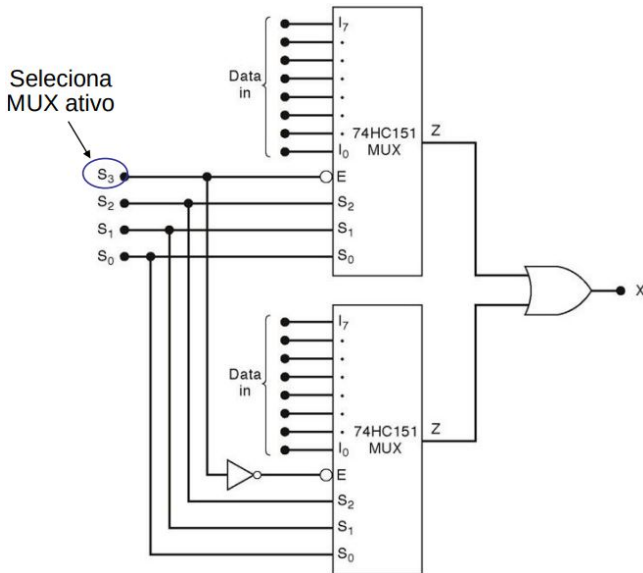 Seleciona
MUX ativo
Data
in
I7
I0
74HC151
MUX
Z
S3
S2
S1
S0
E
S2
S1
S0
X
Data
in
I7
I0
74HC151
MUX
Z
E
S2
S1
S0